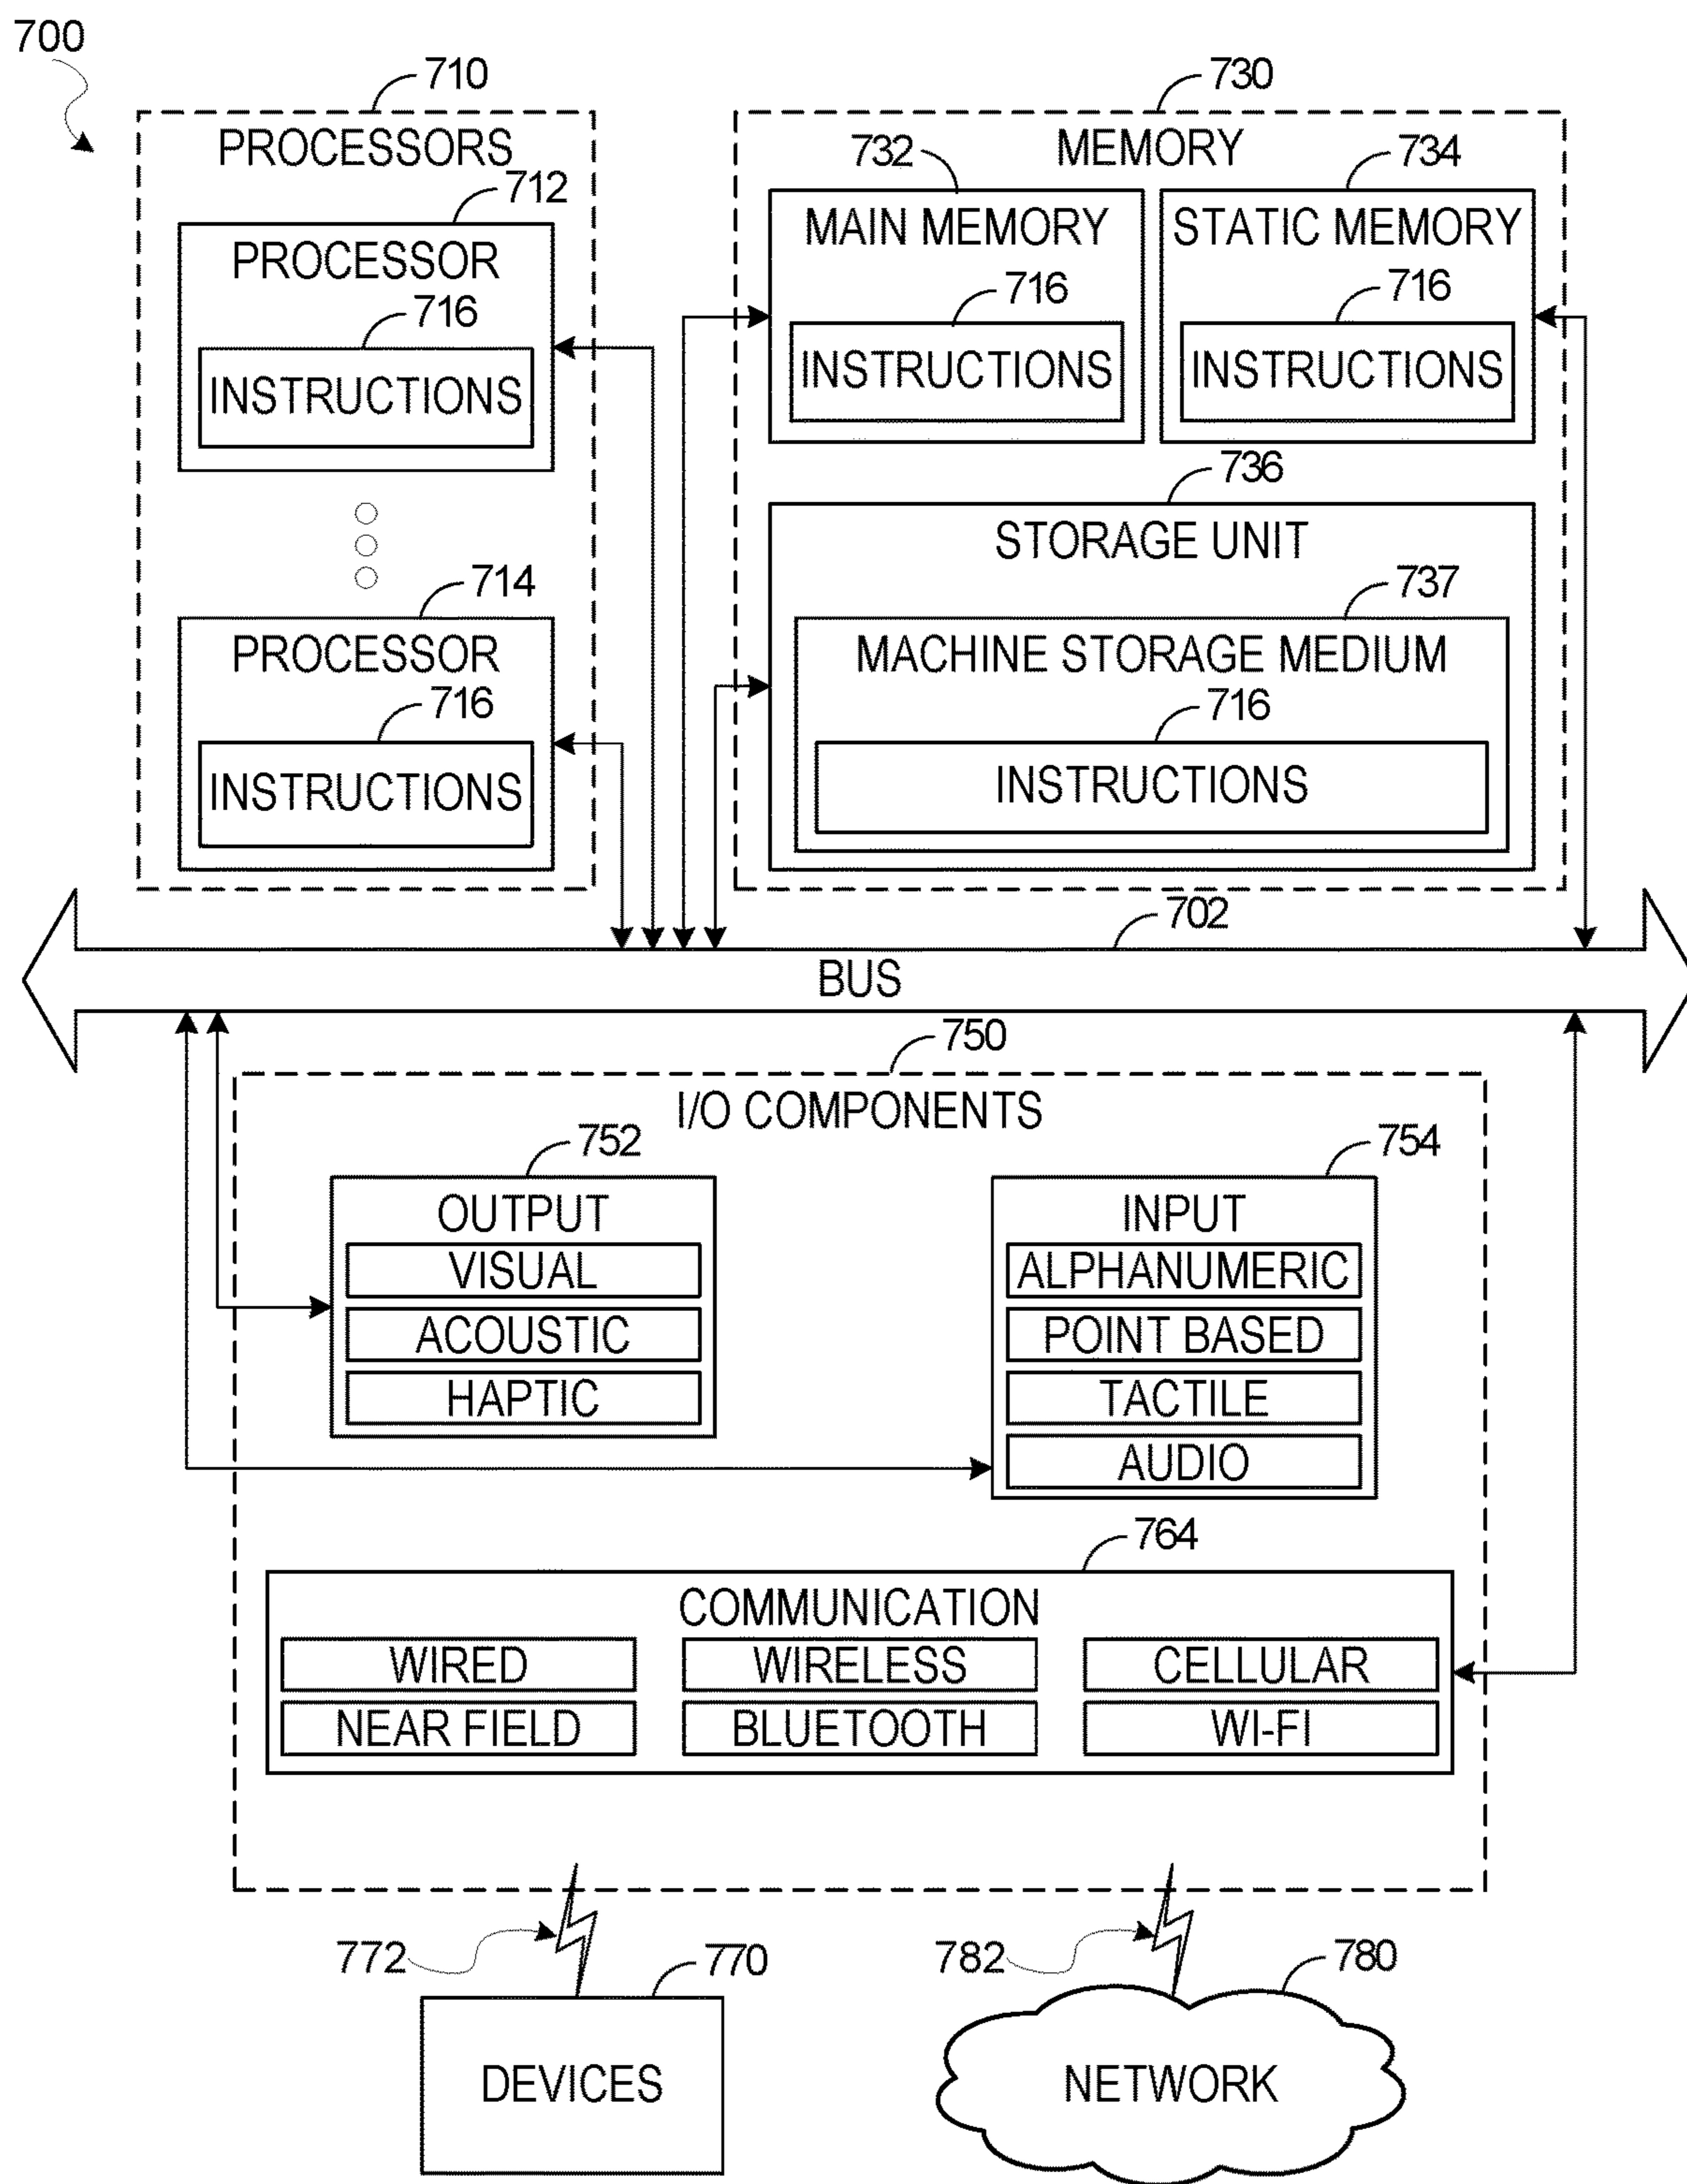 700
710
PROCESSORS
712
PROCESSOR
716
INSTRUCTIONS
714
PROCESSOR
716
INSTRUCTIONS
730
MEMORY
732
MAIN MEMORY
716
INSTRUCTIONS
734
STATIC MEMORY
716
INSTRUCTIONS
736
STORAGE UNIT
737
MACHINE STORAGE MEDIUM
716
INSTRUCTIONS
702
BUS
750
I/O COMPONENTS
752
OUTPUT
VISUAL
ACOUSTIC
HAPTIC
754
INPUT
ALPHANUMERIC
POINT BASED
TACTILE
AUDIO
764
COMMUNICATION
WIRED
WIRELESS
CELLULAR
NEAR FIELD
BLUETOOTH
WI-FI
772
770
DEVICES
782
780
NETWORK